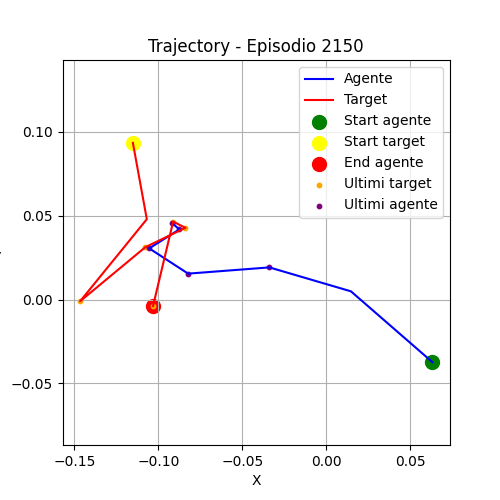 Trajectory - Episodio 2150
Agente
Target
Start agente
Start target
End agente
Ultimi target
Ultimi agente
0.10
0.05
0.00
−0.05
−0.15
−0.10
−0.05
0.00
0.05
X